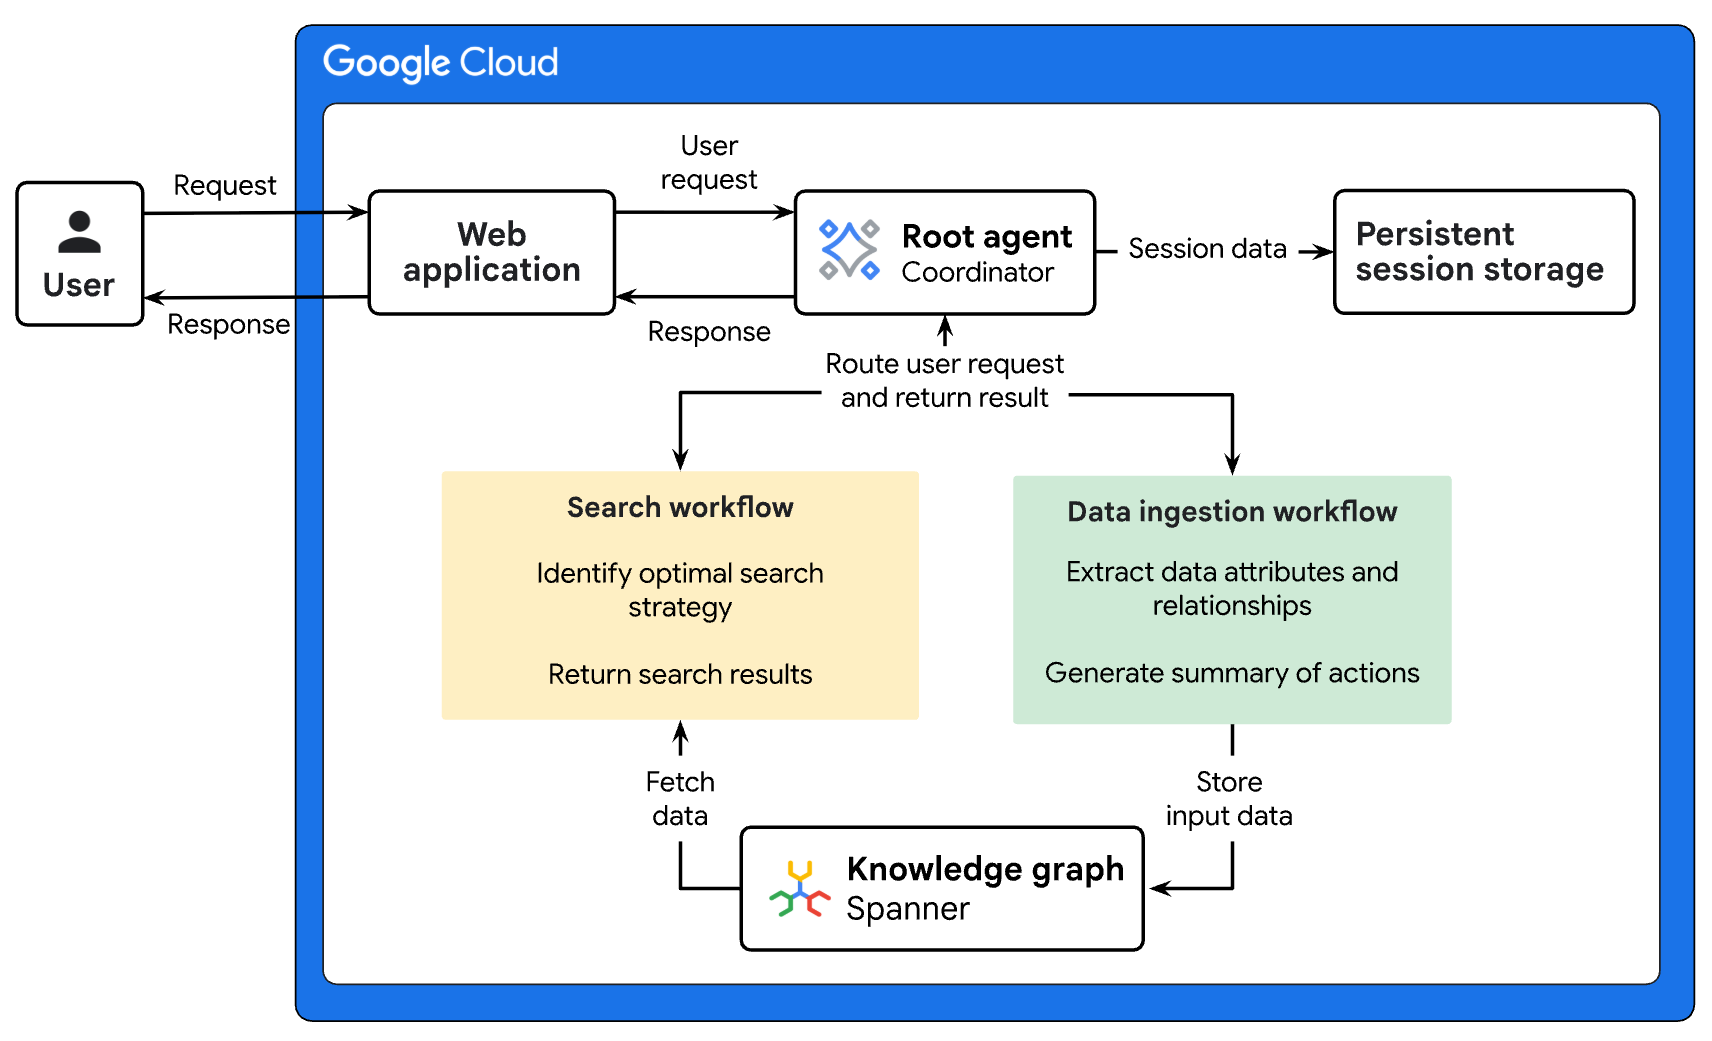 Google Cloud
User
request
Request
User
Response
Web
application
Response
Root agent
Coordinator
Session data
Persistent
session storage
Route user request
and return result
Search workflow
Identify optimal search
strategy
Return search results
Data ingestion workflow
Extract data attributes and
relationships
Generate summary of actions
Fetch
data
Store
input data
Knowledge graph
Spanner